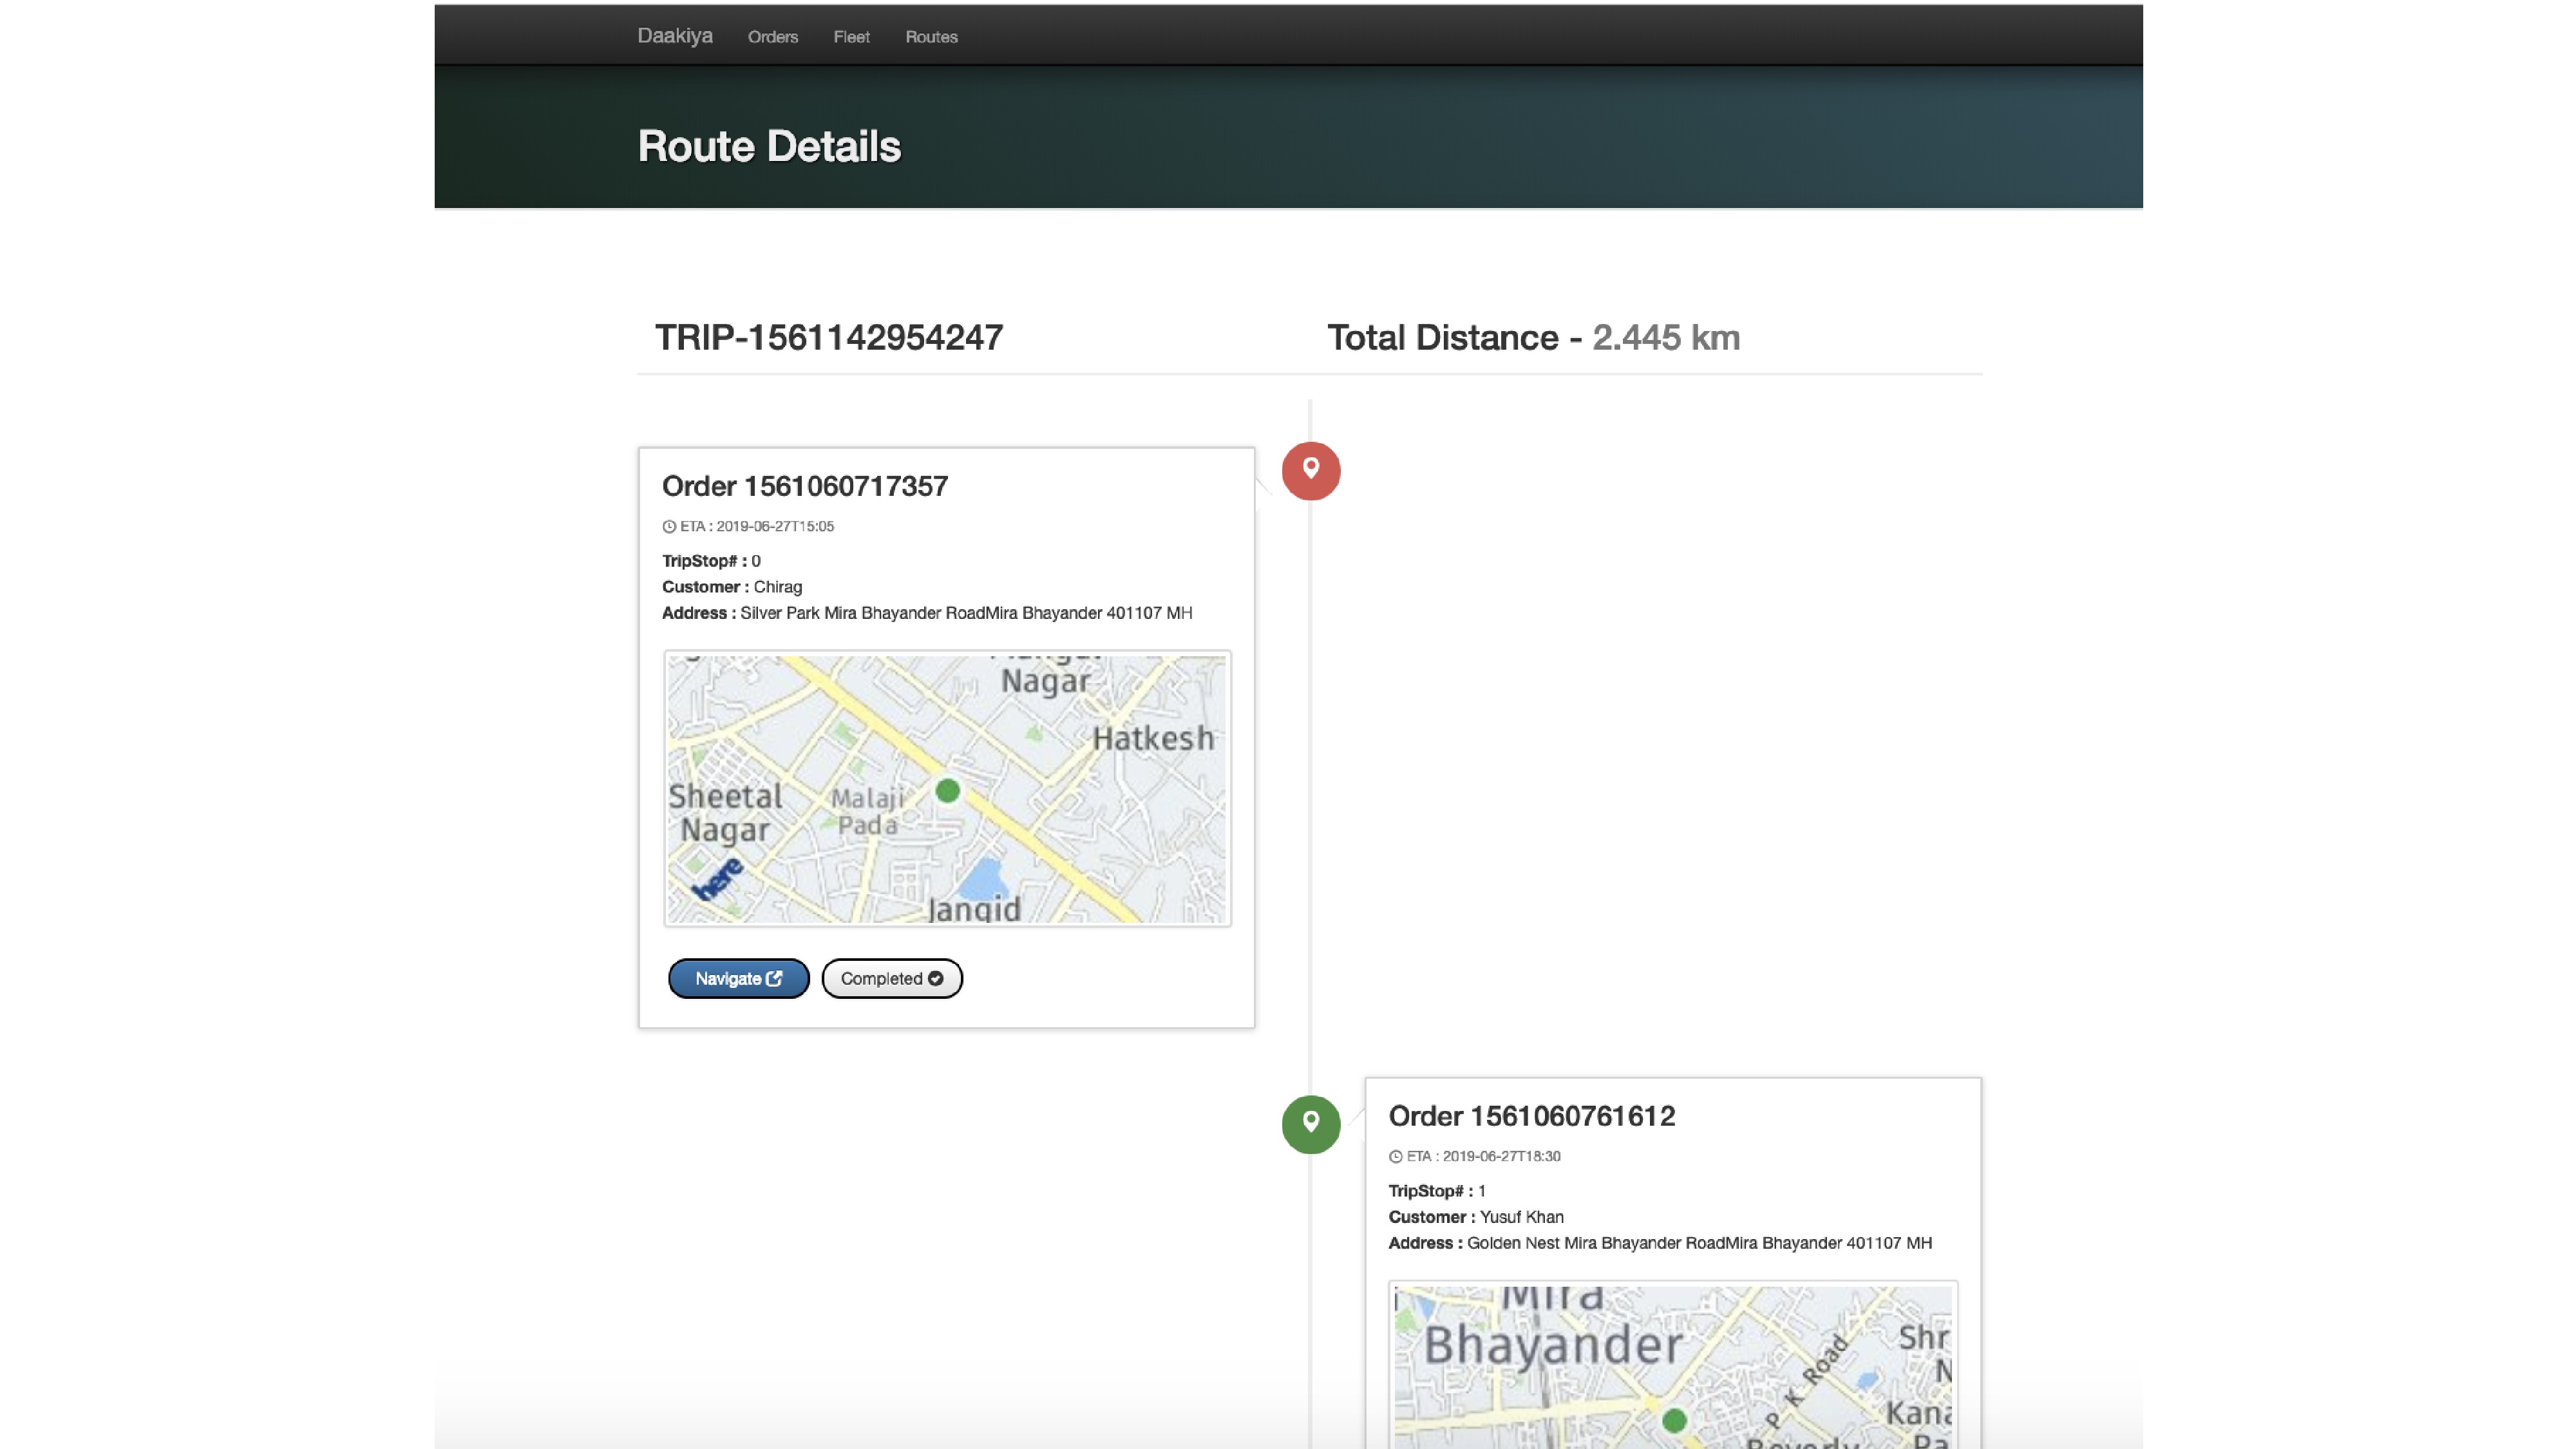 Daakiya Orders Fleet Routes
Route Details
TRIP-1561142954247
Total Distance - 2.445 km
Order 1561060717357
ETA : 2019-06-27T15:05
TripStop# : 0
Customer : Chirag
Address : Silver Park Mira Bhayander RoadMira Bhayander 401107 MH
Nagar
Hatkesh
Sheetal
Nagar
Malaji
Pada
here
Jangid
Navigate
Completed
Order 1561060761612
ETA : 2019-06-27T18:30
TripStop# : 1
Customer : Yusuf Khan
Address : Golden Nest Mira Bhayander RoadMira Bhayander 401107 MH
Mira
Bhayander
P K Road
Shr
N
Kana
Pa